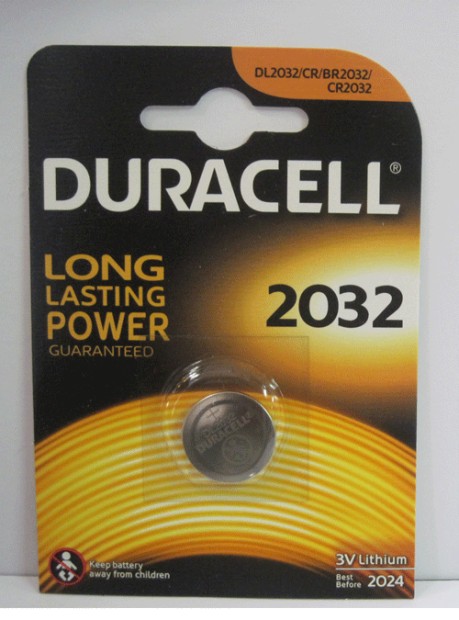 DL2032/CR/BR2032/
CR2032
DURACELL®
LONG
LASTING
POWER
GUARANTEED
2032
DURACELL®
Keep battery
away from children
3V Lithium
Best
Before 2024